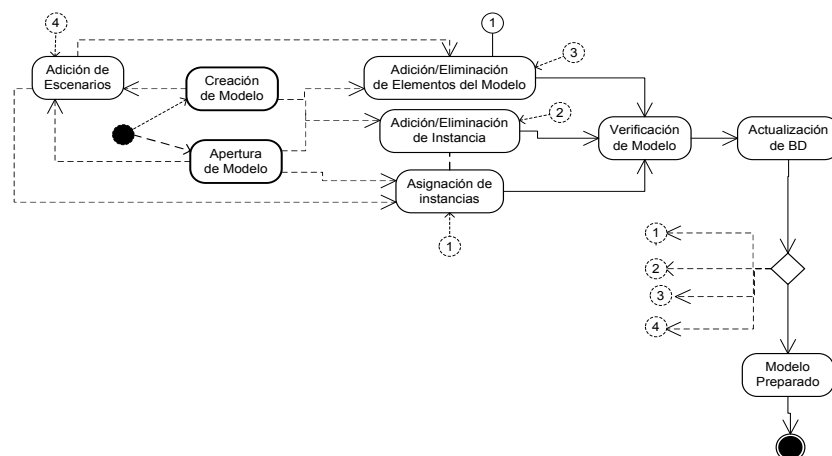 4
1
Adición de
Escenarios
Creación
de Modelo
Adición/Eliminación
de Elementos del Modelo
3
2
Adición/Eliminación
de Instancia
Verificación
de Modelo
Actualización
de BD
Apertura
de Modelo
Asignación de
instancias
1
1
2
3
4
Modelo
Preparado